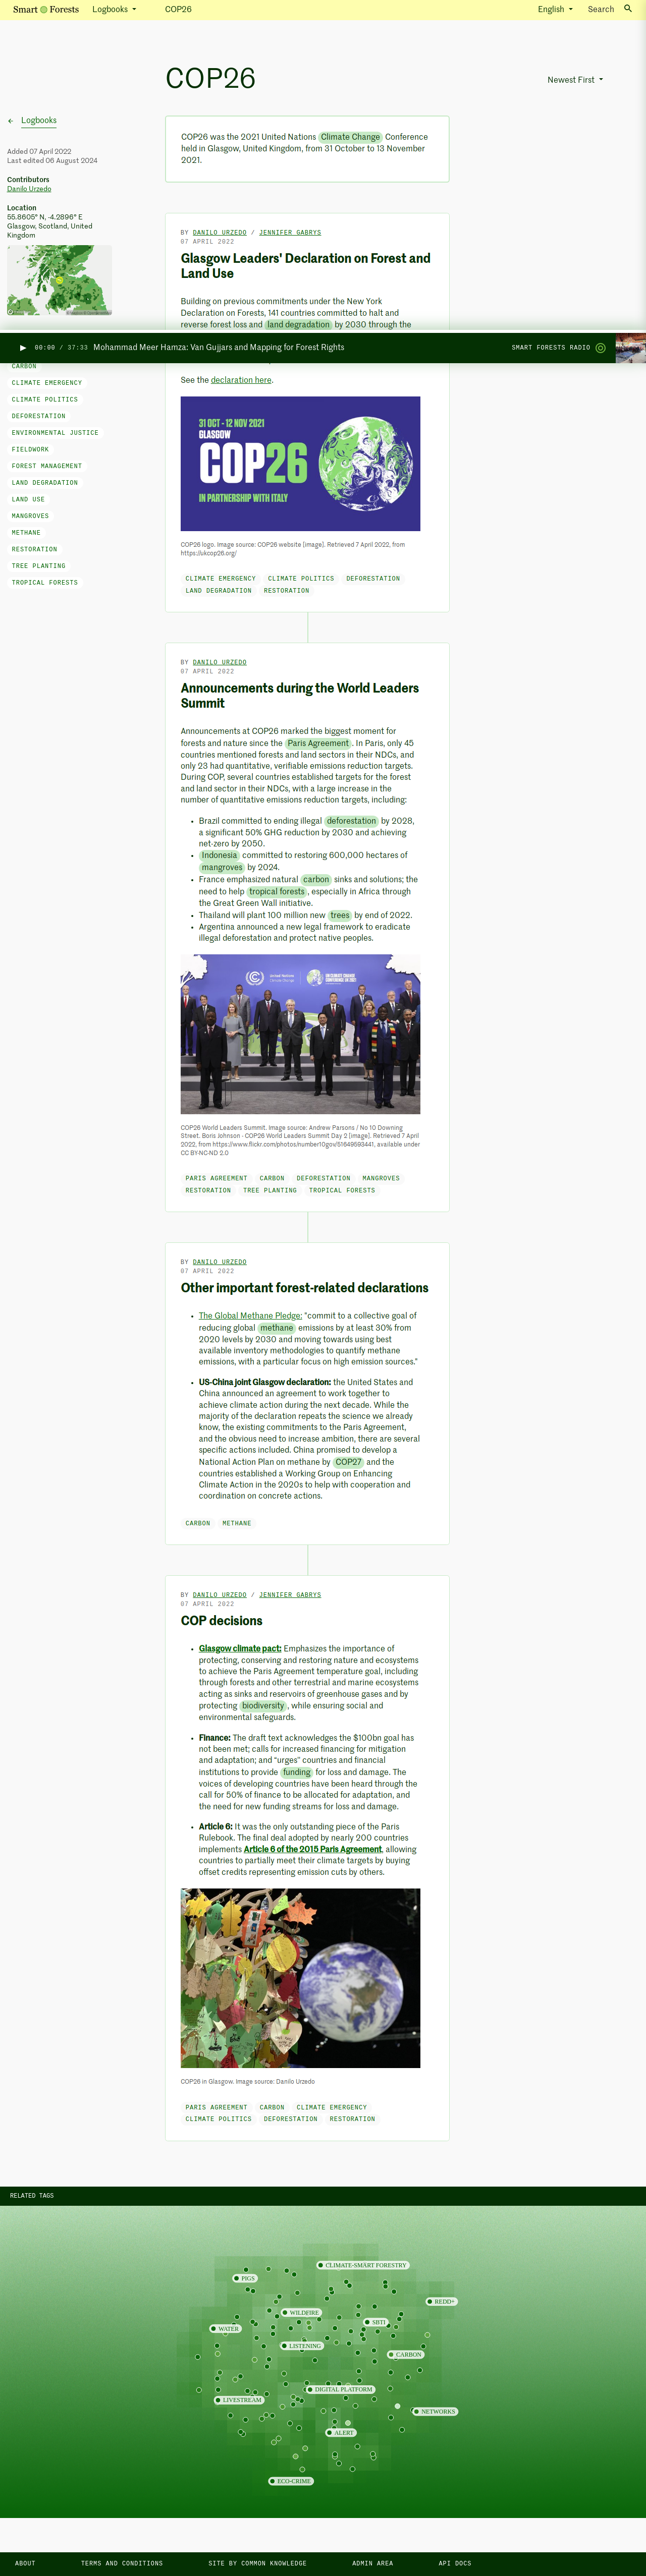 Smart Forests Logbooks COP26 English Search
COP26
Newest First
Logbooks
Added 07 April 2022
Last edited 06 August 2024
Contributors
Danilo Urzedo
Location
55.8605° N, -4.2896° E
Glasgow, Scotland, United
Kingdom
COP26 was the 2021 United Nations Climate Change Conference
held in Glasgow, United Kingdom, from 31 October to 13 November
2021.
BY DANILO URZEDO / JENNIFER GABRYS
07 APRIL 2022
Glasgow Leaders' Declaration on Forest and
Land Use
Building on previous commitments under the New York
Declaration on Forests, 141 countries committed to halt and
reverse forest loss and land degradation by 2030 through the
00:00 / 37:33 Mohammad Meer Hamza: Van Gujjars and Mapping for Forest Rights SMART FORESTS RADIO
CARBON
CLIMATE EMERGENCY
CLIMATE POLITICS
DEFORESTATION
ENVIRONMENTAL JUSTICE
FIELDWORK
FOREST MANAGEMENT
LAND DEGRADATION
LAND USE
MANGROVES
METHANE
RESTORATION
TREE PLANTING
TROPICAL FORESTS
See the declaration here.
31 OCT - 12 NOV 2021
GLASGOW
COP26
IN PARTNERSHIP WITH ITALY
COP26 logo. Image source: COP26 website [image]. Retrieved 7 April 2022, from
https://ukcop26.org/
CLIMATE EMERGENCY CLIMATE POLITICS DEFORESTATION
LAND DEGRADATION RESTORATION
BY DANILO URZEDO
07 APRIL 2022
Announcements during the World Leaders
Summit
Announcements at COP26 marked the biggest moment for
forests and nature since the Paris Agreement. In Paris, only 45
countries mentioned forests and land sectors in their NDCs, and
only 23 had quantitative, verifiable emissions reduction targets.
During COP, several countries established targets for the forest
and land sector in their NDCs, with a large increase in the
number of quantitative emissions reduction targets, including:
Brazil committed to ending illegal deforestation by 2028,
a significant 50% GHG reduction by 2030 and achieving
net-zero by 2050.
Indonesia committed to restoring 600,000 hectares of
mangroves by 2024.
France emphasized natural carbon sinks and solutions; the
need to help tropical forests, especially in Africa through
the Great Green Wall initiative.
Thailand will plant 100 million new trees by end of 2022.
Argentina announced a new legal framework to eradicate
illegal deforestation and protect native peoples.
COP26 World Leaders Summit. Image source: Andrew Parsons / No 10 Downing
Street. Boris Johnson - COP26 World Leaders Summit Day 2 [image]. Retrieved 7 April
2022, from https://www.flickr.com/photos/number10gov/51649593441, available under
CC BY-NC-ND 2.0
PARIS AGREEMENT CARBON DEFORESTATION MANGROVES
RESTORATION TREE PLANTING TROPICAL FORESTS
BY DANILO URZEDO
07 APRIL 2022
Other important forest-related declarations
The Global Methane Pledge: "commit to a collective goal of
reducing global methane emissions by at least 30% from
2020 levels by 2030 and moving towards using best
available inventory methodologies to quantify methane
emissions, with a particular focus on high emission sources."
US-China joint Glasgow declaration: the United States and
China announced an agreement to work together to
achieve climate action during the next decade. While the
majority of the declaration repeats the science we already
know, the existing commitments to the Paris Agreement,
and the obvious need to increase ambition, there are several
specific actions included. China promised to develop a
National Action Plan on methane by COP27 and the
countries established a Working Group on Enhancing
Climate Action in the 2020s to help with cooperation and
coordination on concrete actions.
CARBON METHANE
BY DANILO URZEDO / JENNIFER GABRYS
07 APRIL 2022
COP decisions
Glasgow climate pact: Emphasizes the importance of
protecting, conserving and restoring nature and ecosystems
to achieve the Paris Agreement temperature goal, including
through forests and other terrestrial and marine ecosystems
acting as sinks and reservoirs of greenhouse gases and by
protecting biodiversity, while ensuring social and
environmental safeguards.
Finance: The draft text acknowledges the $100bn goal has
not been met; calls for increased financing for mitigation
and adaptation; and "urges" countries and financial
institutions to provide funding for loss and damage. The
voices of developing countries have been heard through the
call for 50% of finance to be allocated for adaptation, and
the need for new funding streams for loss and damage.
Article 6: It was the only outstanding piece of the Paris
Rulebook. The final deal adopted by nearly 200 countries
implements Article 6 of the 2015 Paris Agreement, allowing
countries to partially meet their climate targets by buying
offset credits representing emission cuts by others.
COP26 in Glasgow. Image source: Danilo Urzedo
PARIS AGREEMENT CARBON CLIMATE EMERGENCY
CLIMATE POLITICS DEFORESTATION RESTORATION
RELATED TAGS
CLIMATE-SMART FORESTRY
PIGS
REDD+
WILDFIRE
SBTI
WATER
LISTENING
CARBON
DIGITAL PLATFORM
LIVESTREAM
NETWORKS
ALERT
ECO-CRIME
ABOUT TERMS AND CONDITIONS SITE BY COMMON KNOWLEDGE ADMIN AREA API DOCS